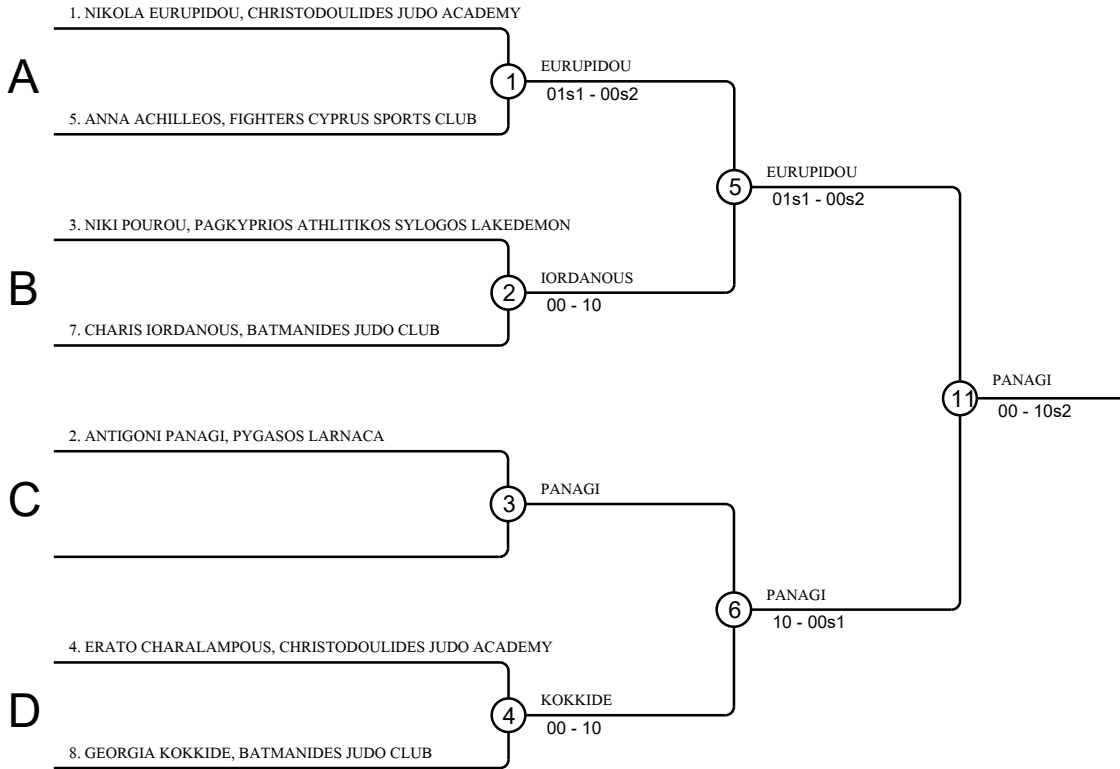 1. NIKOLA EURUPIDOU, CHRISTODOULIDES JUDO ACADEMY
A
1
EURUPIDOU
01s1 - 00s2
5. ANNA ACHILLEOS, FIGHTERS CYPRUS SPORTS CLUB
5
EURUPIDOU
01s1 - 00s2
3. NIKI POUROU, PAGKYPRIOS ATHLITIKOS SYLOGOS LAKEDEMON
B
2
IORDANOUS
00 - 10
7. CHARIS IORDANOUS, BATMANIDES JUDO CLUB
11
PANAGI
00 - 10s2
2. ANTIGONI PANAGI, PYGASOS LARNACA
C
3
PANAGI
6
PANAGI
10 - 00s1
4. ERATO CHARALAMPOUS, CHRISTODOULIDES JUDO ACADEMY
D
4
KOKKIDE
00 - 10
8. GEORGIA KOKKIDE, BATMANIDES JUDO CLUB